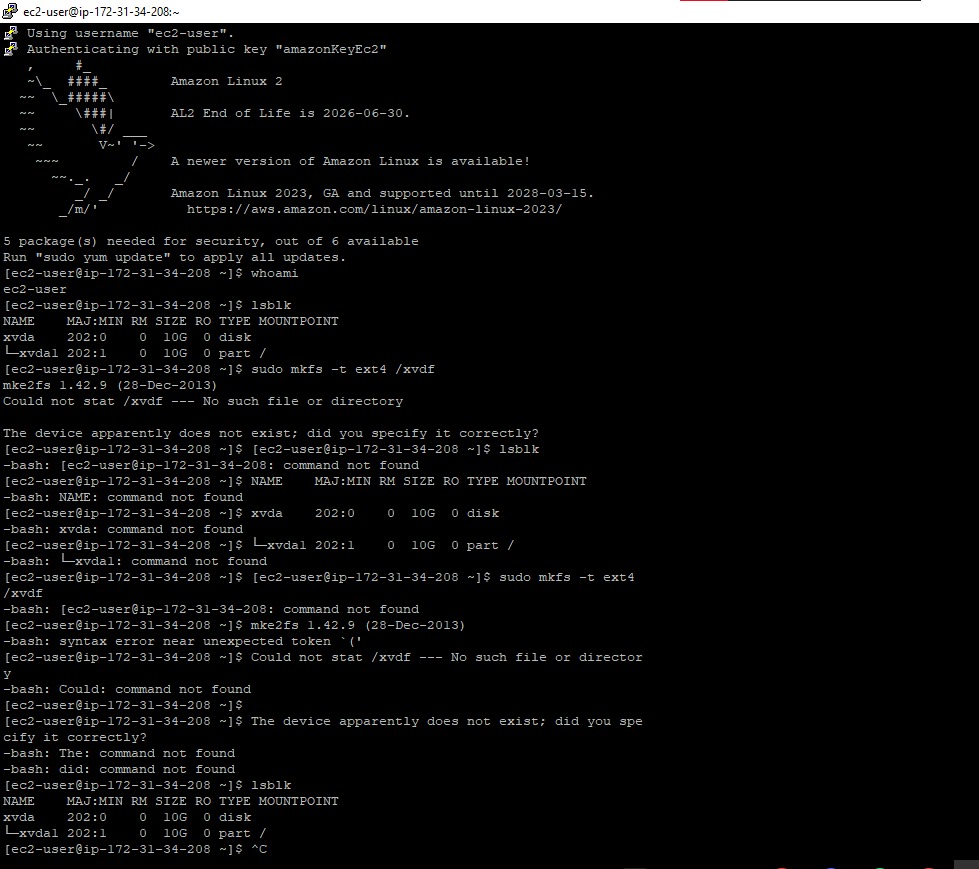 ec2-user@ip-172-31-34-208:~
Using username "ec2-user".
Authenticating with public key "amazonKeyEc2"
   ,     #_
   ~\_  ####_        Amazon Linux 2
  ~~  \_#####\
  ~~     \###|       AL2 End of Life is 2026-06-30.
  ~~       \#/ ___
   ~~       V~' '->
    ~~~         /    A newer version of Amazon Linux is available!
      ~~._.   _/
         _/ _/       Amazon Linux 2023, GA and supported until 2028-03-15.
       _/m/'           https://aws.amazon.com/linux/amazon-linux-2023/
5 package(s) needed for security, out of 6 available
Run "sudo yum update" to apply all updates.
[ec2-user@ip-172-31-34-208 ~]$ whoami
ec2-user
[ec2-user@ip-172-31-34-208 ~]$ lsblk
NAME    MAJ:MIN RM SIZE RO TYPE MOUNTPOINT
xvda    202:0    0  10G  0 disk
└─xvda1 202:1    0  10G  0 part /
[ec2-user@ip-172-31-34-208 ~]$ sudo mkfs -t ext4 /xvdf
mke2fs 1.42.9 (28-Dec-2013)
Could not stat /xvdf --- No such file or directory
The device apparently does not exist; did you specify it correctly?
[ec2-user@ip-172-31-34-208 ~]$ [ec2-user@ip-172-31-34-208 ~]$ lsblk
-bash: [ec2-user@ip-172-31-34-208: command not found
[ec2-user@ip-172-31-34-208 ~]$ NAME    MAJ:MIN RM SIZE RO TYPE MOUNTPOINT
-bash: NAME: command not found
[ec2-user@ip-172-31-34-208 ~]$ xvda    202:0    0  10G  0 disk
-bash: xvda: command not found
[ec2-user@ip-172-31-34-208 ~]$ └─xvda1 202:1    0  10G  0 part /
-bash: └─xvda1: command not found
[ec2-user@ip-172-31-34-208 ~]$ [ec2-user@ip-172-31-34-208 ~]$ sudo mkfs -t ext4
/xvdf
-bash: [ec2-user@ip-172-31-34-208: command not found
[ec2-user@ip-172-31-34-208 ~]$ mke2fs 1.42.9 (28-Dec-2013)
-bash: syntax error near unexpected token `('
[ec2-user@ip-172-31-34-208 ~]$ Could not stat /xvdf --- No such file or director
y
-bash: Could: command not found
[ec2-user@ip-172-31-34-208 ~]$
[ec2-user@ip-172-31-34-208 ~]$ The device apparently does not exist; did you spe
cify it correctly?
-bash: The: command not found
-bash: did: command not found
[ec2-user@ip-172-31-34-208 ~]$ lsblk
NAME    MAJ:MIN RM SIZE RO TYPE MOUNTPOINT
xvda    202:0    0  10G  0 disk
└─xvda1 202:1    0  10G  0 part /
[ec2-user@ip-172-31-34-208 ~]$ ^C